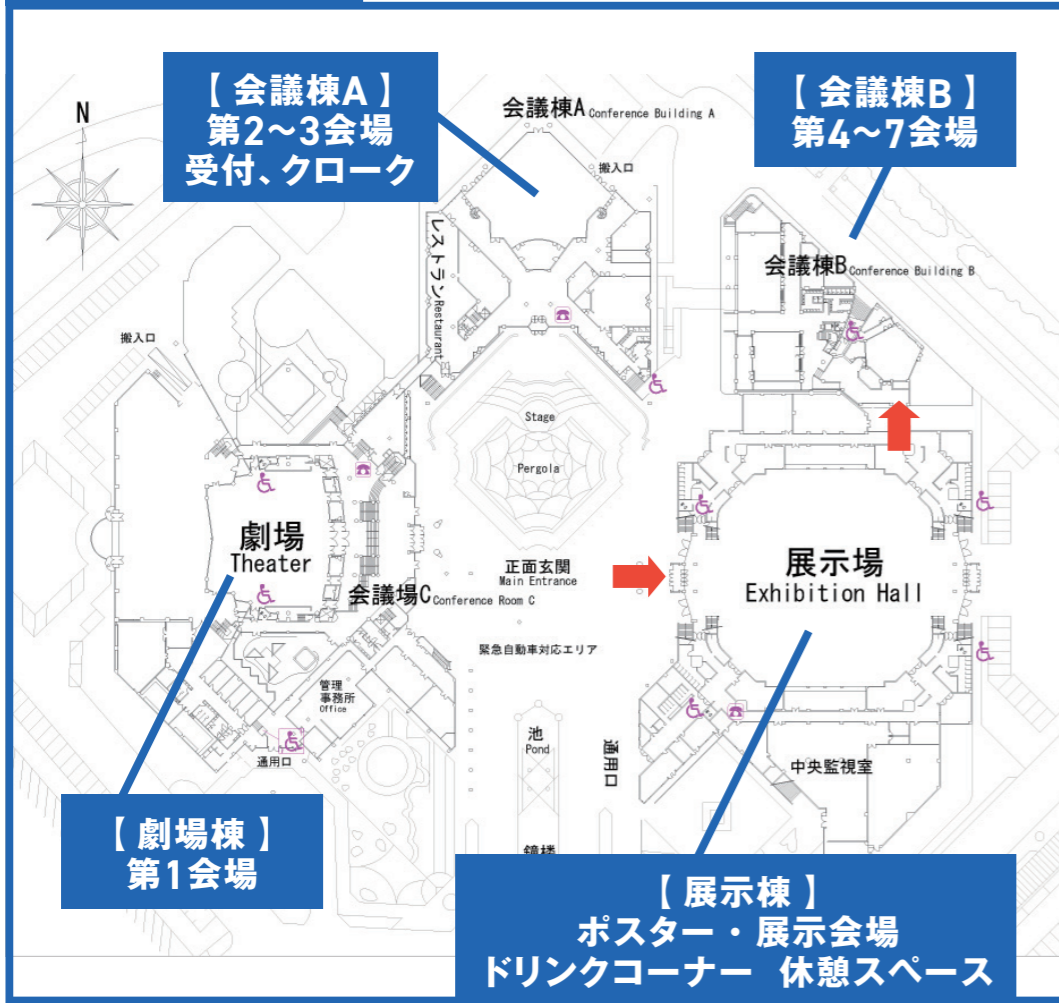 【 会議棟A 】
第2～3会場
受付、クローク
会議棟A Conference Building A
【 会議棟B 】
第4～7会場
N
搬入口
レストラン Restaurant
会議棟B Conference Building B
搬入口
Stage
Pergola
劇場
Theater
正面玄関
Main Entrance
展示場
Exhibition Hall
会議場C Conference Room C
緊急自動車対応エリア
管理
事務所
Office
池
Pond
通用口
通用口
中央監視室
【 劇場棟 】
第1会場
鐘楼
【 展示棟 】
ポスター・展示会場
ドリンクコーナー 休憩スペース